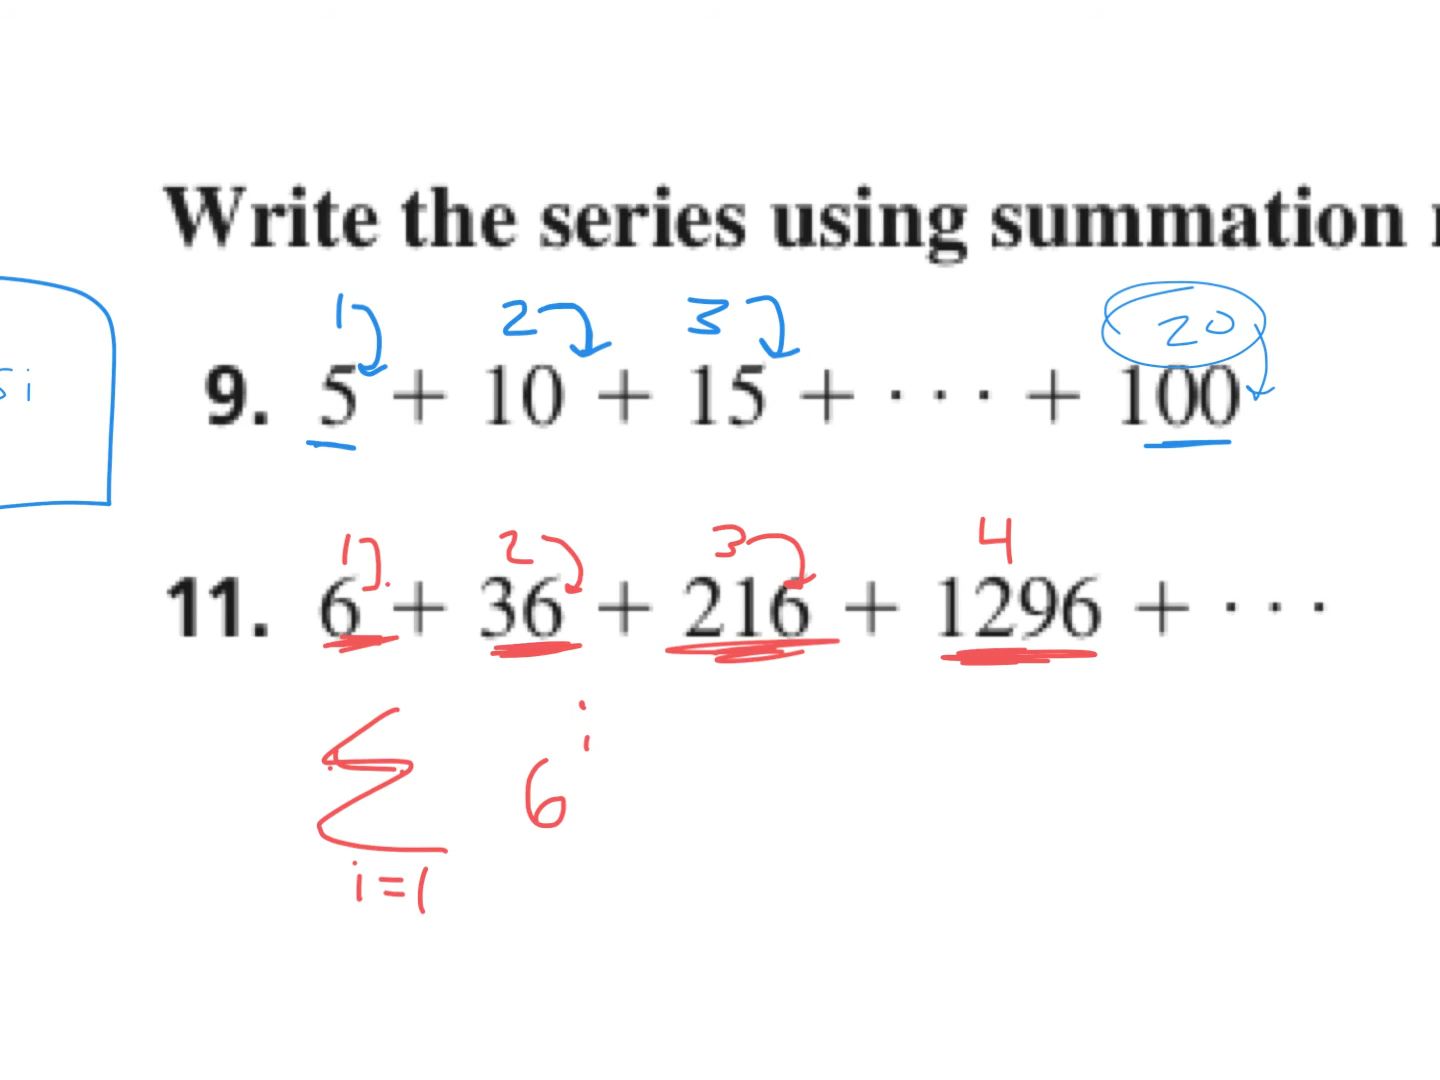 Write the series using summation
1 2 3 20
5i
9. 5 + 10 + 15 + · · · + 100
1 2 3 4
11. 6 + 36 + 216 + 1296 + · · ·
∑ 6^i
i=1